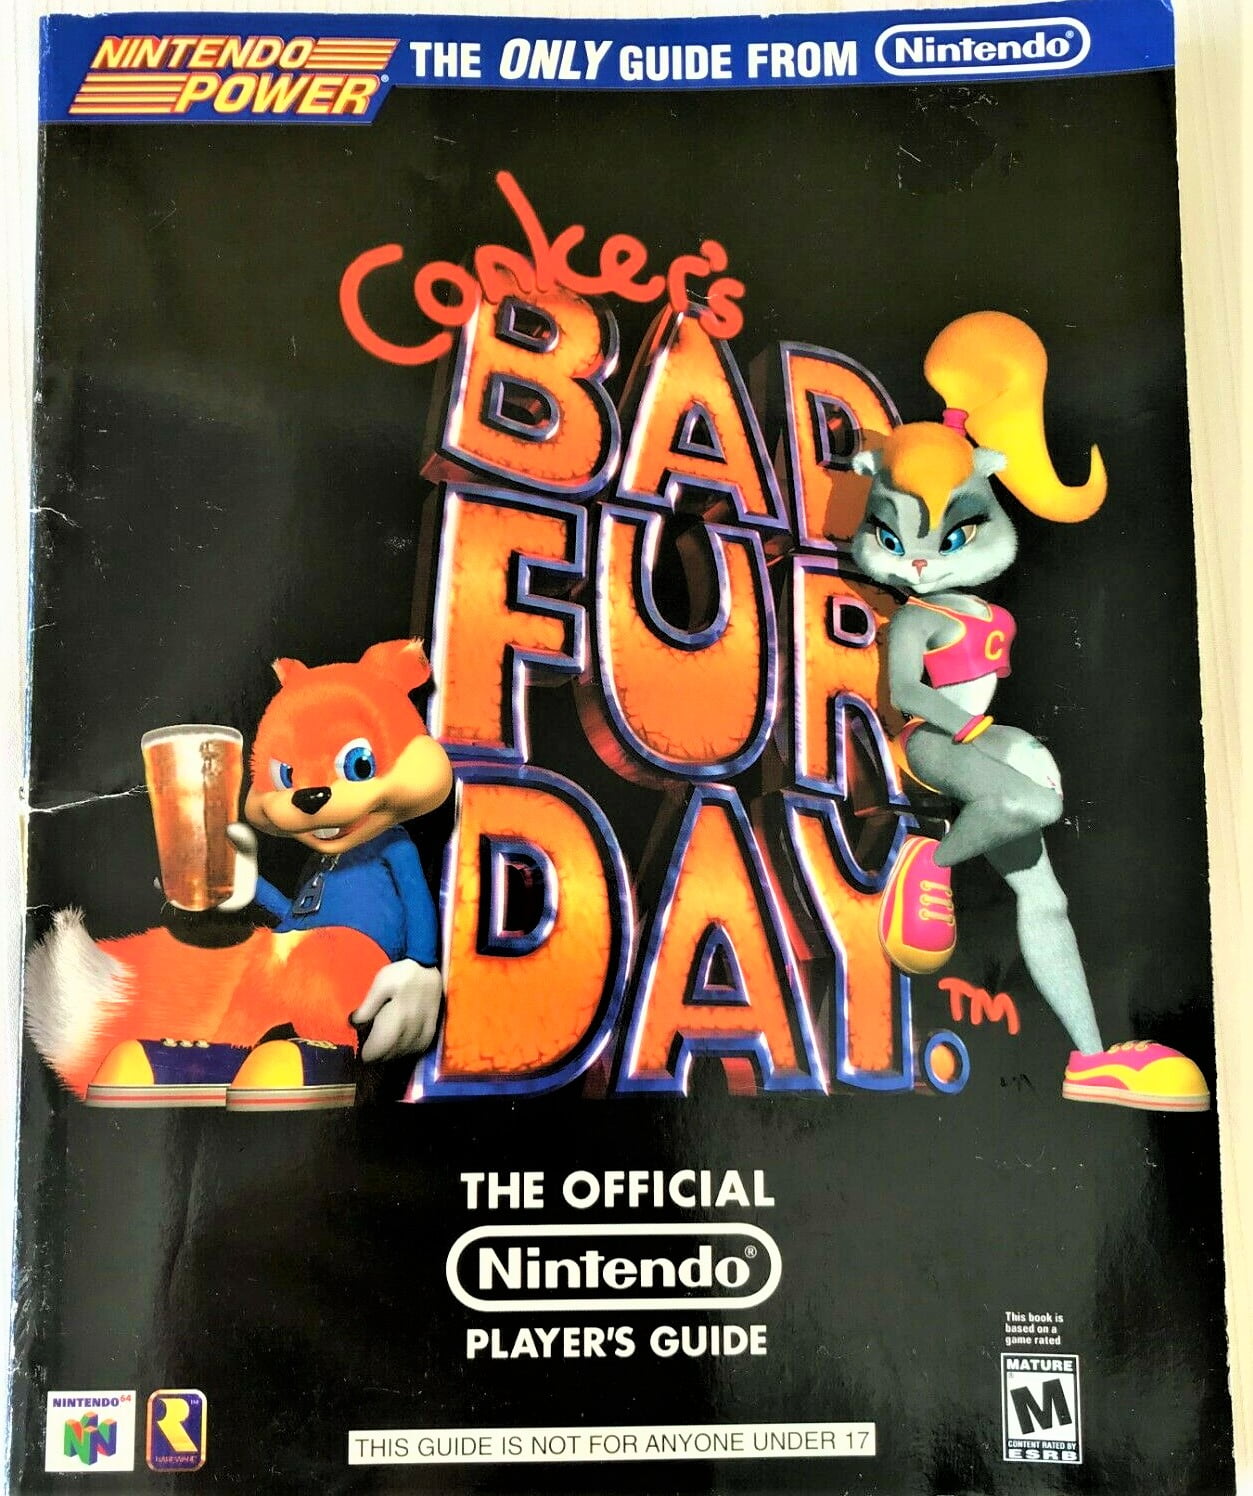 NINTENDO POWER® THE ONLY GUIDE FROM Nintendo®
Conker's
BAD
FUR
DAY.
C
TM
THE OFFICIAL
Nintendo®
PLAYER'S GUIDE
This book is
based on a
game rated
MATURE
M
CONTENT RATED BY
ESRB
NINTENDO64
N
R
TM
RAREWARE
THIS GUIDE IS NOT FOR ANYONE UNDER 17